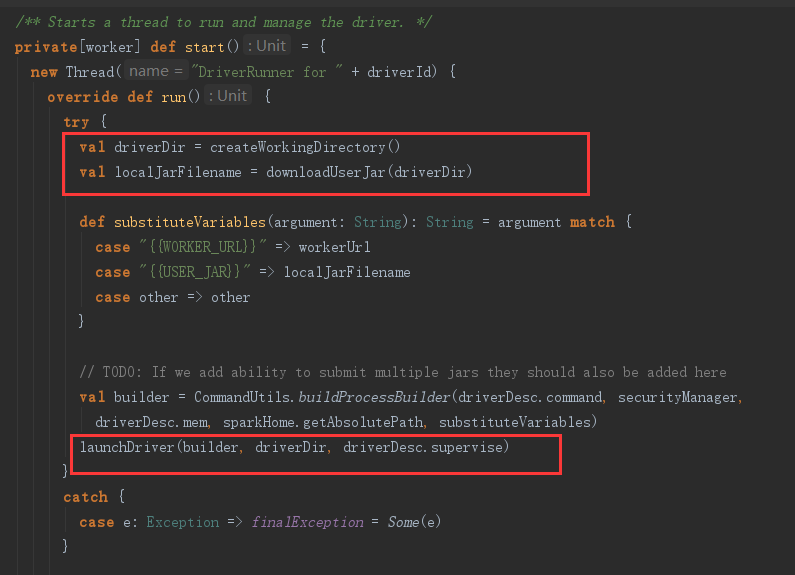 /** Starts a thread to run and manage the driver. */
private[worker] def start() : Unit = {
new Thread( name = "DriverRunner for " + driverId) {
override def run() : Unit {
try {
val driverDir = createWorkingDirectory()
val localJarFilename = downloadUserJar(driverDir)
def substituteVariables(argument: String): String = argument match {
case "{{WORKER_URL}}" => workerUrl
case "{{USER_JAR}}" => localJarFilename
case other => other
}
// TODO: If we add ability to submit multiple jars they should also be added here
val builder = CommandUtils.buildProcessBuilder(driverDesc.command, securityManager,
driverDesc.mem, sparkHome.getAbsolutePath, substituteVariables)
launchDriver(builder, driverDir, driverDesc.supervise)
}
catch {
case e: Exception => finalException = Some(e)
}